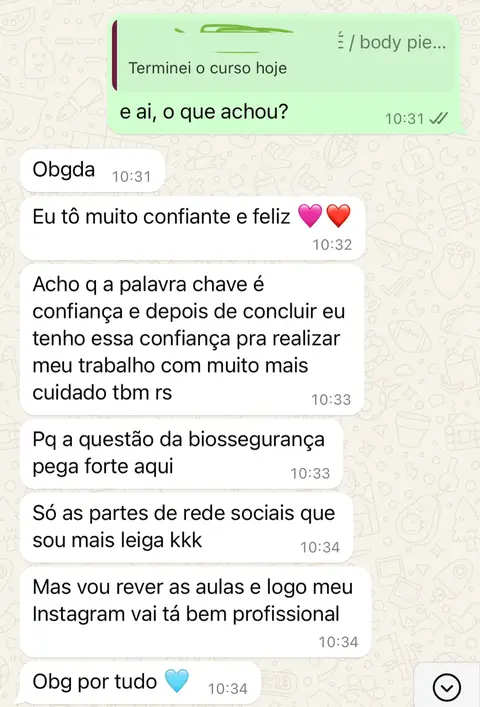 / body pie...
Terminei o curso hoje
e ai, o que achou?
10:31
Obgda
10:31
Eu tô muito confiante e feliz 💗❤️
10:32
Acho q a palavra chave é
confiança e depois de concluir eu
tenho essa confiança pra realizar
meu trabalho com muito mais
cuidado tbm rs
10:33
Pq a questão da biossegurança
pega forte aqui
10:33
Só as partes de rede sociais que
sou mais leiga kkk
10:34
Mas vou rever as aulas e logo meu
Instagram vai tá bem profissional
10:34
Obg por tudo 🩵
10:34